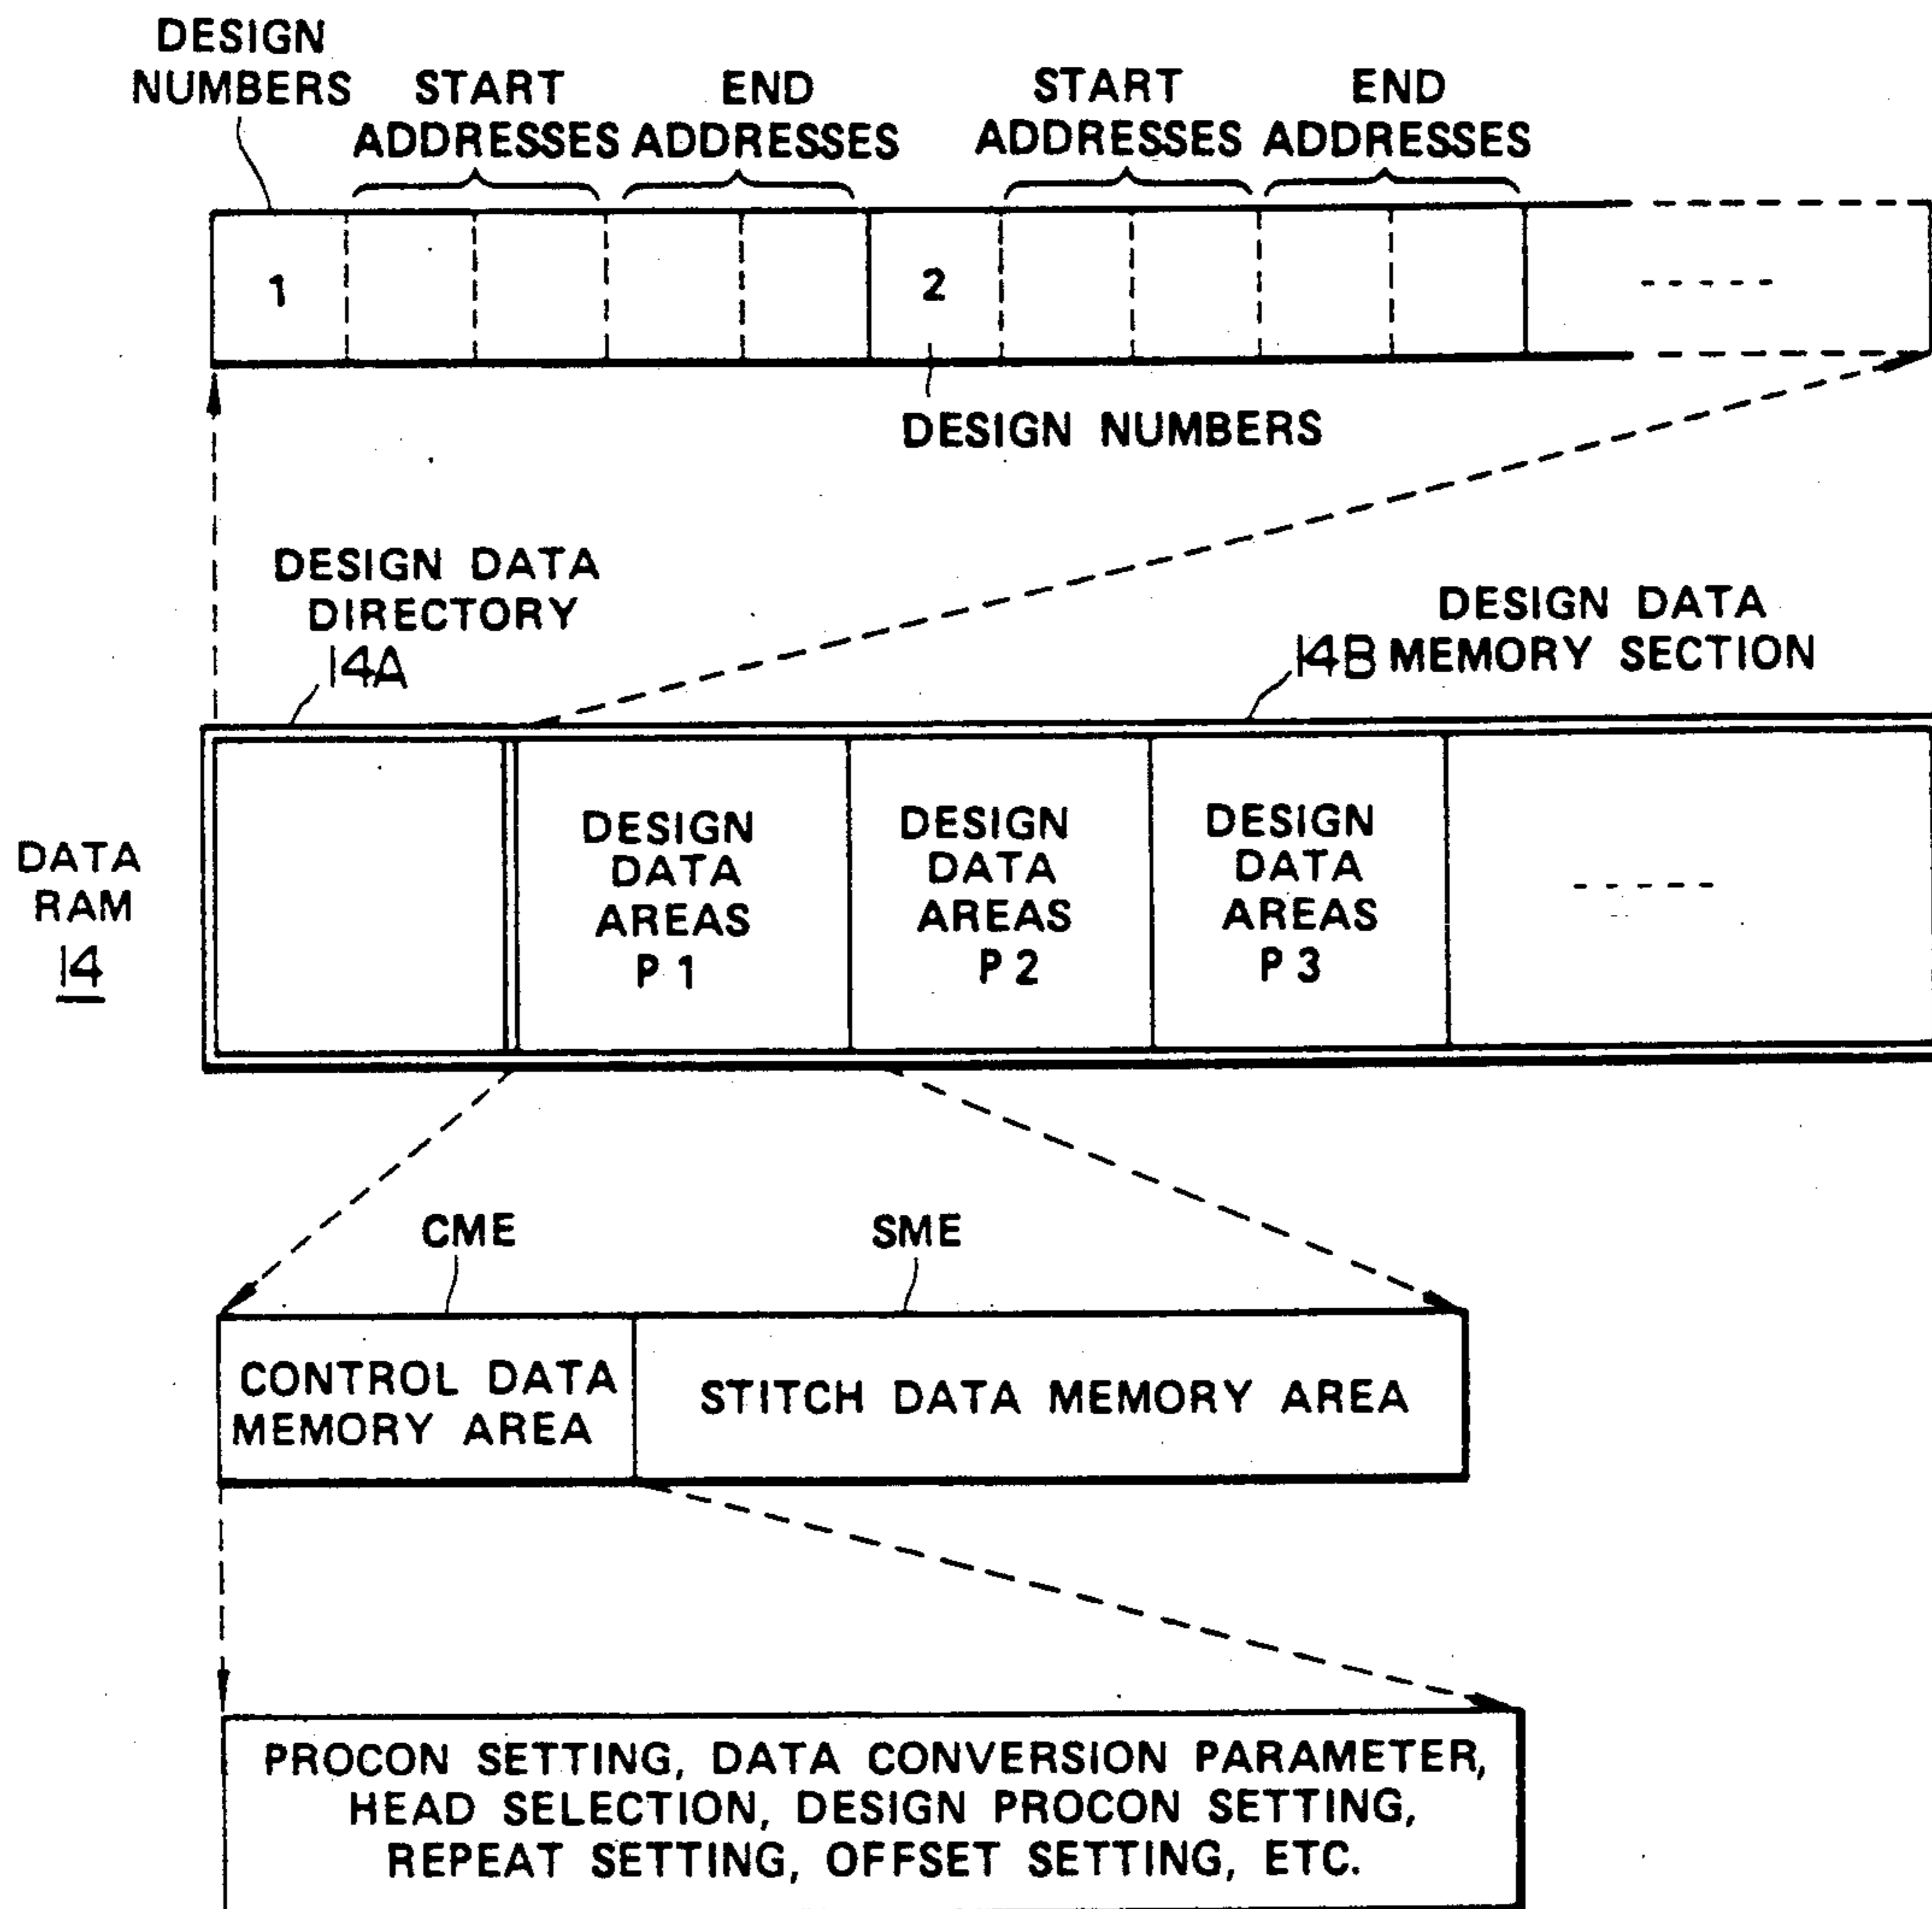 DESIGN
NUMBERS
START
ADDRESSES
END
ADDRESSES
START
ADDRESSES
END
ADDRESSES
1
2
-----
DESIGN NUMBERS
DESIGN DATA
DIRECTORY
14A
DESIGN DATA
14B MEMORY SECTION
DATA
RAM
14
DESIGN
DATA
AREAS
P1
DESIGN
DATA
AREAS
P2
DESIGN
DATA
AREAS
P3
-----
CME
SME
CONTROL DATA
MEMORY AREA
STITCH DATA MEMORY AREA
PROCON SETTING, DATA CONVERSION PARAMETER,
HEAD SELECTION, DESIGN PROCON SETTING,
REPEAT SETTING, OFFSET SETTING, ETC.